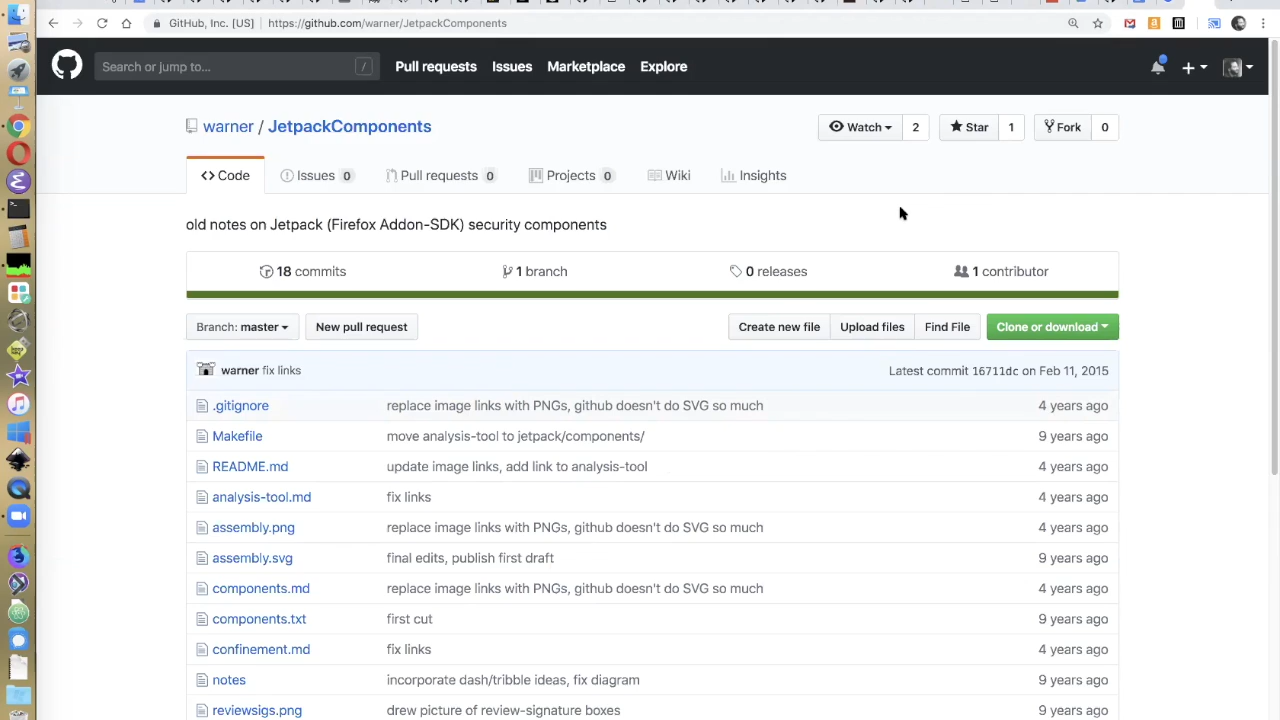 GitHub, Inc. [US] | https://github.com/warner/JetpackComponents
Search or jump to… / Pull requests Issues Marketplace Explore
warner / JetpackComponents
Watch 2 Star 1 Fork 0
Code Issues 0 Pull requests 0 Projects 0 Wiki Insights
old notes on Jetpack (Firefox Addon-SDK) security components
18 commits 1 branch 0 releases 1 contributor
Branch: master New pull request Create new file Upload files Find File Clone or download
warner fix links Latest commit 16711dc on Feb 11, 2015
.gitignore replace image links with PNGs, github doesn't do SVG so much 4 years ago
Makefile move analysis-tool to jetpack/components/ 9 years ago
README.md update image links, add link to analysis-tool 4 years ago
analysis-tool.md fix links 4 years ago
assembly.png replace image links with PNGs, github doesn't do SVG so much 4 years ago
assembly.svg final edits, publish first draft 9 years ago
components.md replace image links with PNGs, github doesn't do SVG so much 4 years ago
components.txt first cut 9 years ago
confinement.md fix links 4 years ago
notes incorporate dash/tribble ideas, fix diagram 9 years ago
reviewsigs.png drew picture of review-signature boxes 9 years ago